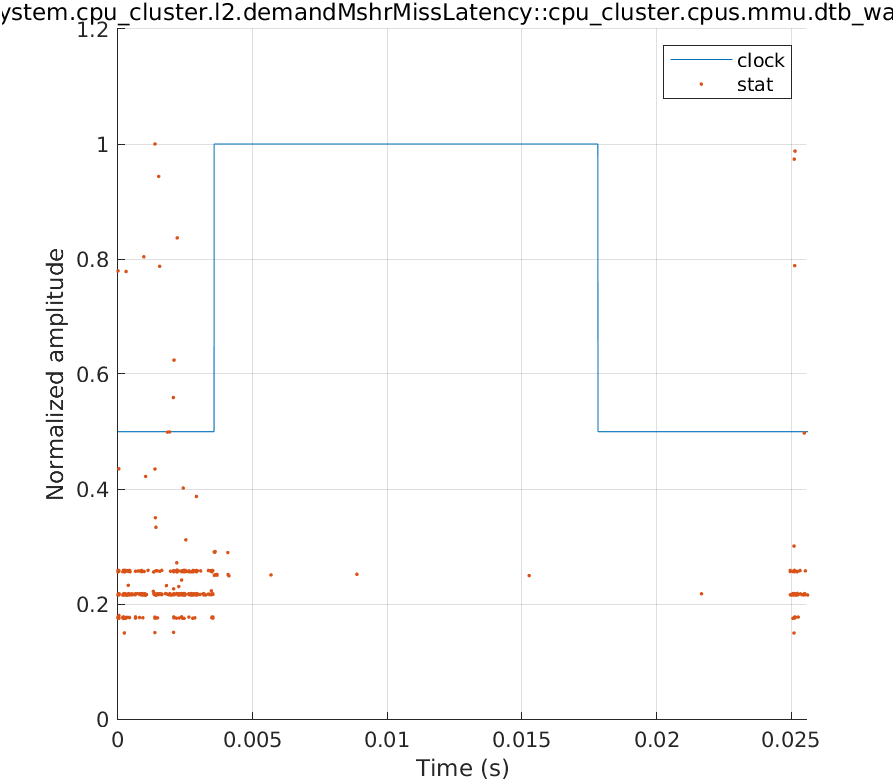 ystem.cpu_cluster.l2.demandMshrMissLatency::cpu_cluster.cpus.mmu.dtb_wa
1.2
clock
stat
1
0.8
Normalized amplitude
0.6
0.4
0.2
0
0 0.005 0.01 0.015 0.02 0.025
Time (s)